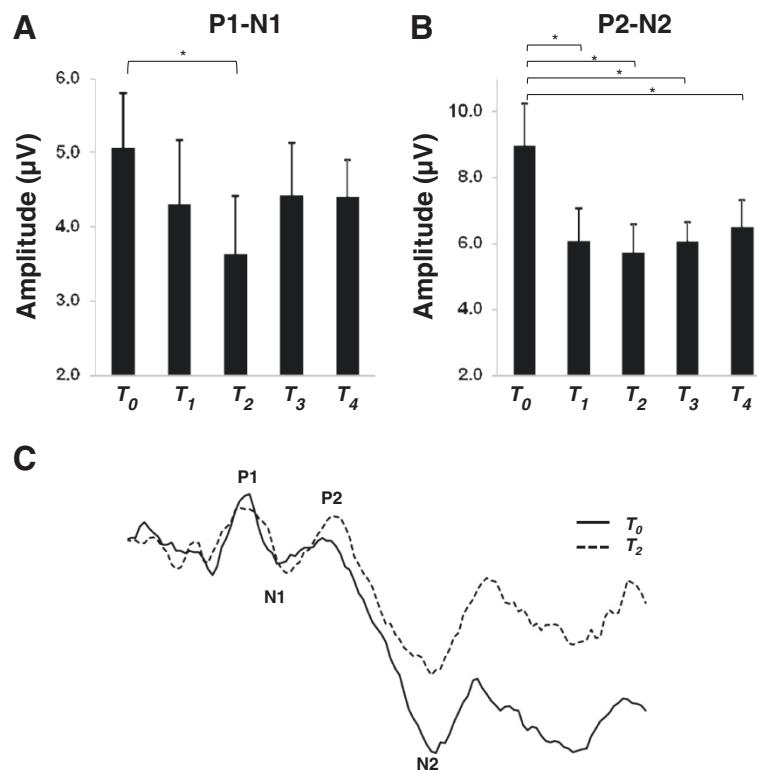 A
P1-N1
*
6.0
5.0
4.0
3.0
2.0
Amplitude (µV)
T0 T1 T2 T3 T4
B
P2-N2
*
*
*
*
10.0
8.0
6.0
4.0
2.0
Amplitude (µV)
T0 T1 T2 T3 T4
C
P1
P2
N1
N2
T0
T2